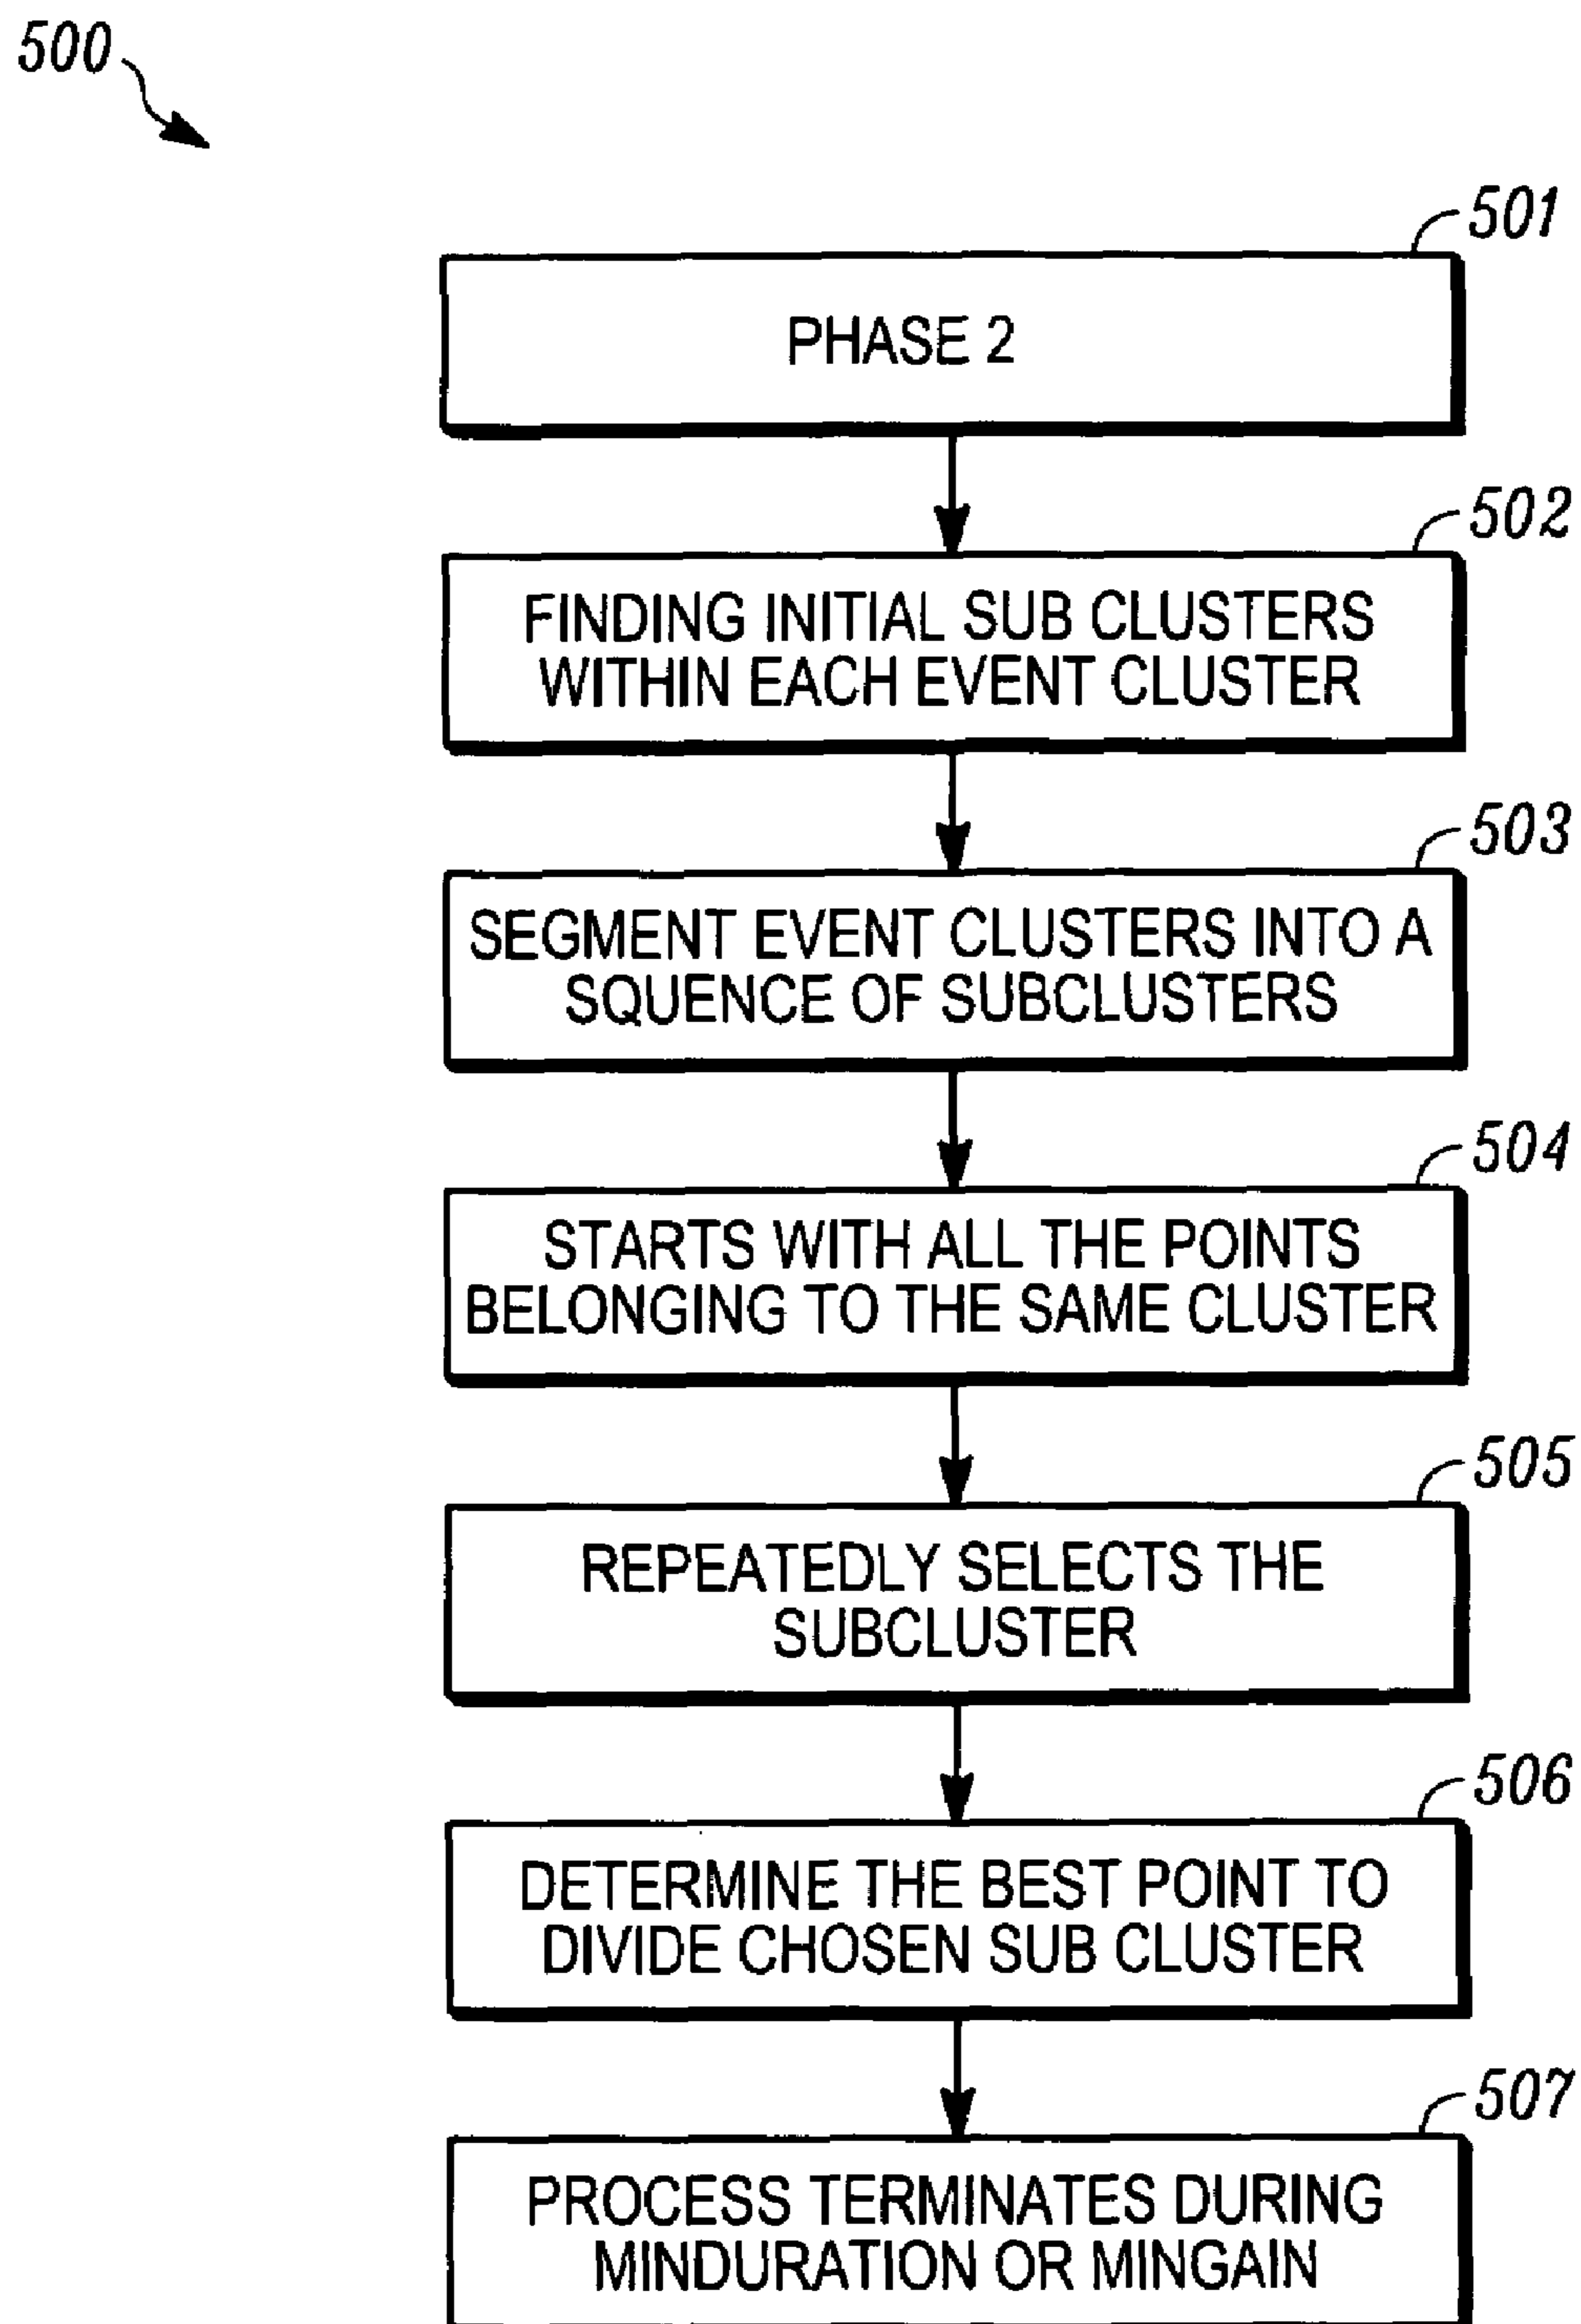 500
501
PHASE 2
502
FINDING INITIAL SUB CLUSTERS
WITHIN EACH EVENT CLUSTER
503
SEGMENT EVENT CLUSTERS INTO A
SQUENCE OF SUBCLUSTERS
504
STARTS WITH ALL THE POINTS
BELONGING TO THE SAME CLUSTER
505
REPEATEDLY SELECTS THE
SUBCLUSTER
506
DETERMINE THE BEST POINT TO
DIVIDE CHOSEN SUB CLUSTER
507
PROCESS TERMINATES DURING
MINDURATION OR MINGAIN